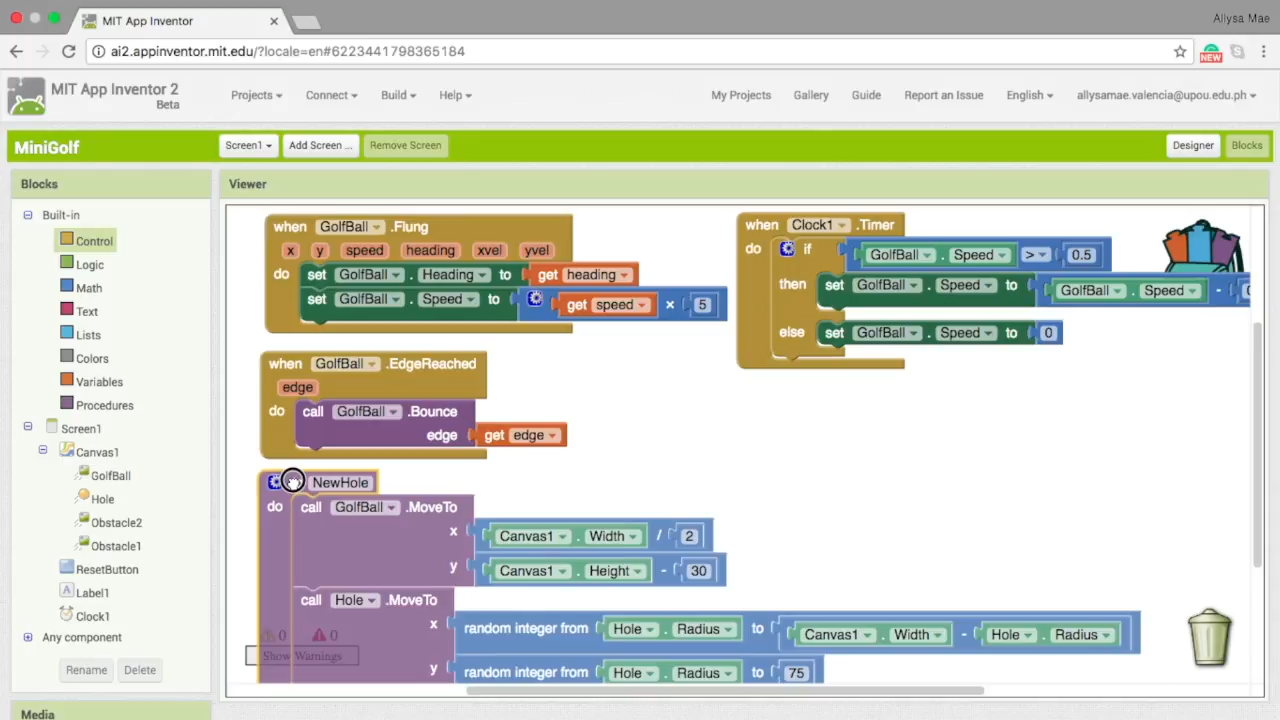 MIT App Inventor
Allysa Mae
ai2.appinventor.mit.edu/?locale=en#6223441798365184
NEW
MIT App Inventor 2
Beta
Projects
Connect
Build
Help
My Projects
Gallery
Guide
Report an Issue
English
allysamae.valencia@upou.edu.ph
MiniGolf
Screen1
Add Screen ...
Remove Screen
Designer
Blocks
Blocks
Built-in
Control
Logic
Math
Text
Lists
Colors
Variables
Procedures
Screen1
Canvas1
GolfBall
Hole
Obstacle2
Obstacle1
ResetButton
Label1
Clock1
Any component
Rename
Delete
Media
Viewer
when GolfBall .Flung
x y speed heading xvel yvel
do set GolfBall . Heading to get heading
set GolfBall . Speed to get speed × 5
when GolfBall .EdgeReached
edge
do call GolfBall .Bounce
edge get edge
NewHole
do call GolfBall .MoveTo
x Canvas1 . Width / 2
y Canvas1 . Height - 30
call Hole .MoveTo
x random integer from Hole . Radius to Canvas1 . Width - Hole . Radius
y random integer from Hole . Radius to 75
0 0
Show Warnings
when Clock1 .Timer
do if GolfBall . Speed > 0.5
then set GolfBall . Speed to GolfBall . Speed -
else set GolfBall . Speed to 0